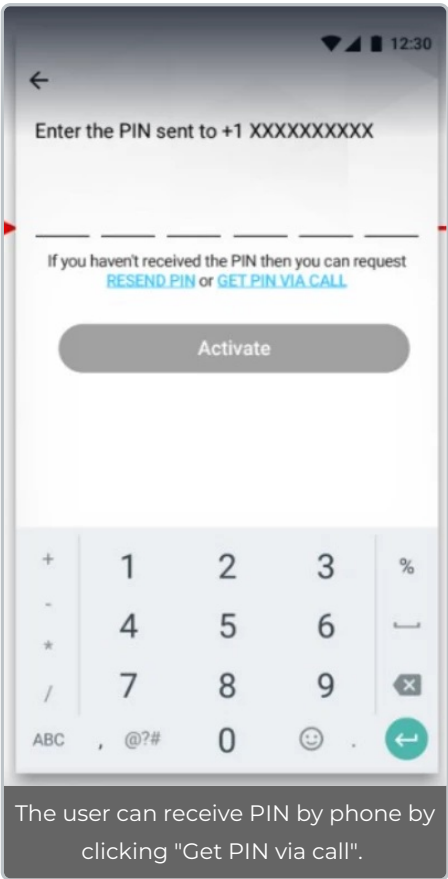 12:30
Enter the PIN sent to +1 XXXXXXXXXX
If you haven't received the PIN then you can request
RESEND PIN or GET PIN VIA CALL
Activate
+ 1 2 3 %
- 4 5 6
*
/ 7 8 9
ABC , @?# 0 .
The user can receive PIN by phone by
clicking "Get PIN via call".